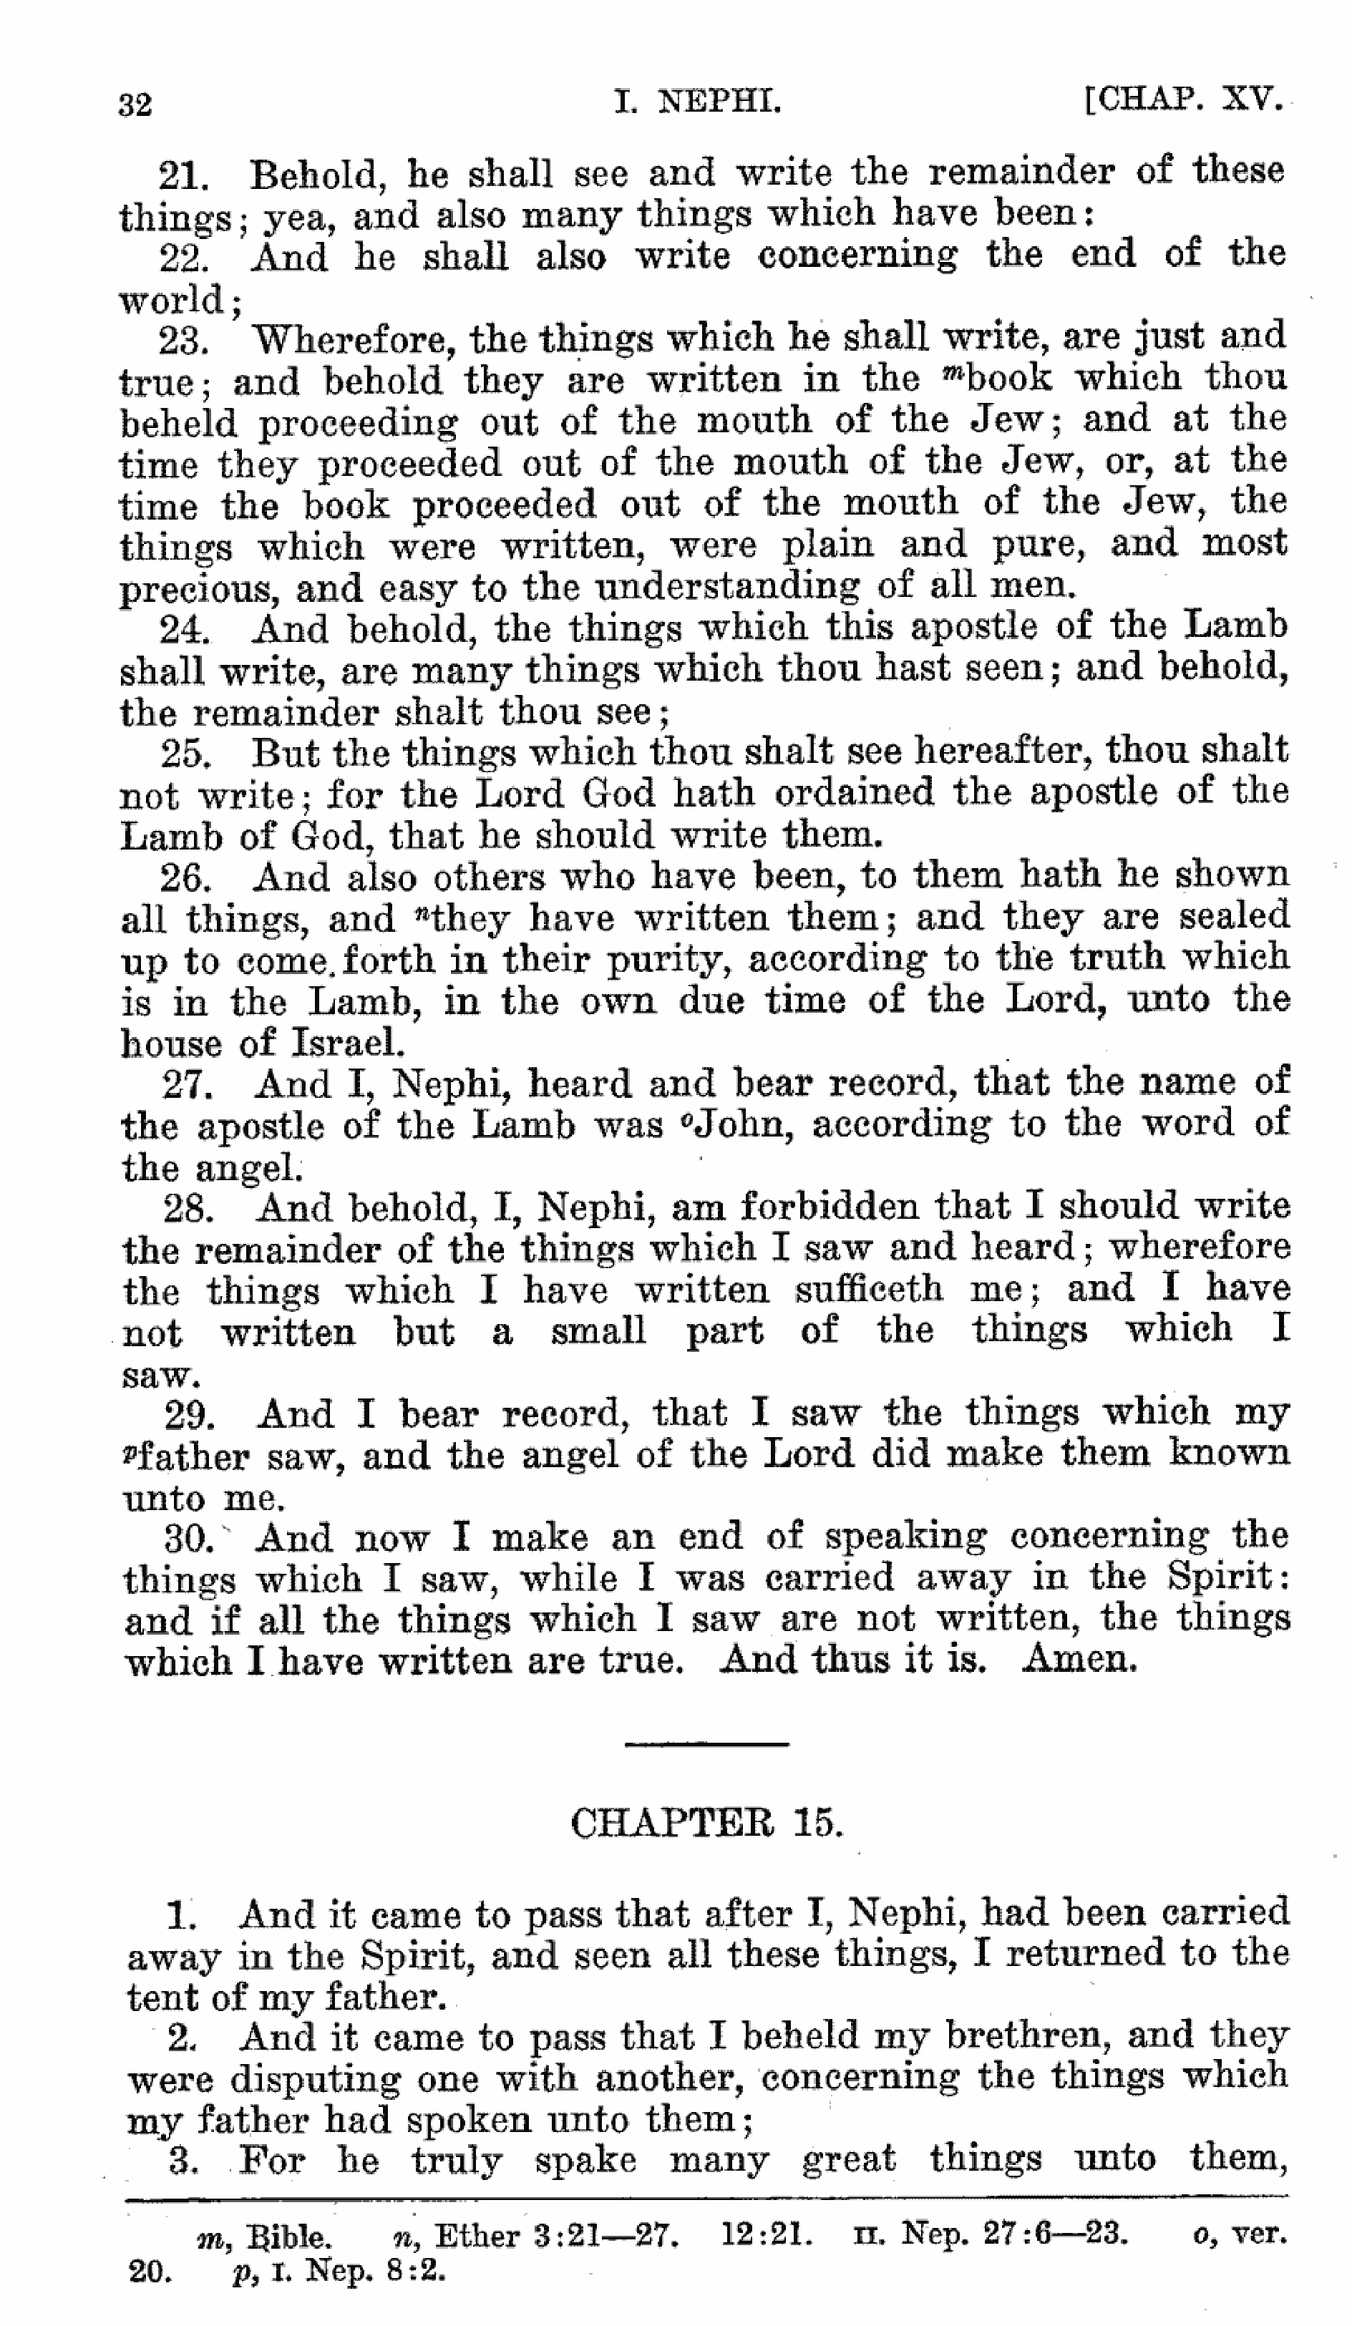 32 I. NEPHI. [CHAP. XV.
21. Behold, he shall see and write the remainder of these
things; yea, and also many things which have been:
22. And he shall also write concerning the end of the
world;
23. Wherefore, the things which he shall write, are just and
true; and behold they are written in the mbook which thou
beheld proceeding out of the mouth of the Jew; and at the
time they proceeded out of the mouth of the Jew, or, at the
time the book proceeded out of the mouth of the Jew, the
things which were written, were plain and pure, and most
precious, and easy to the understanding of all men.
24. And behold, the things which this apostle of the Lamb
shall write, are many things which thou hast seen; and behold,
the remainder shalt thou see;
25. But the things which thou shalt see hereafter, thou shalt
not write; for the Lord God hath ordained the apostle of the
Lamb of God, that he should write them.
26. And also others who have been, to them hath he shown
all things, and nthey have written them; and they are sealed
up to come forth in their purity, according to the truth which
is in the Lamb, in the own due time of the Lord, unto the
house of Israel.
27. And I, Nephi, heard and bear record, that the name of
the apostle of the Lamb was oJohn, according to the word of
the angel.
28. And behold, I, Nephi, am forbidden that I should write
the remainder of the things which I saw and heard; wherefore
the things which I have written sufficeth me; and I have
not written but a small part of the things which I
saw.
29. And I bear record, that I saw the things which my
pfather saw, and the angel of the Lord did make them known
unto me.
30. And now I make an end of speaking concerning the
things which I saw, while I was carried away in the Spirit:
and if all the things which I saw are not written, the things
which I have written are true. And thus it is. Amen.
CHAPTER 15.
1. And it came to pass that after I, Nephi, had been carried
away in the Spirit, and seen all these things, I returned to the
tent of my father.
2. And it came to pass that I beheld my brethren, and they
were disputing one with another, concerning the things which
my father had spoken unto them;
3. For he truly spake many great things unto them,
m, Bible. n, Ether 3:21—27. 12:21. II. Nep. 27:6—23. o, ver.
20. p, I. Nep. 8:2.